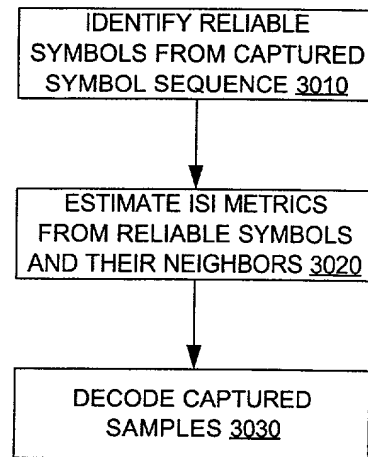 IDENTIFY RELIABLE
SYMBOLS FROM CAPTURED
SYMBOL SEQUENCE 3010
ESTIMATE ISI METRICS
FROM RELIABLE SYMBOLS
AND THEIR NEIGHBORS 3020
DECODE CAPTURED
SAMPLES 3030